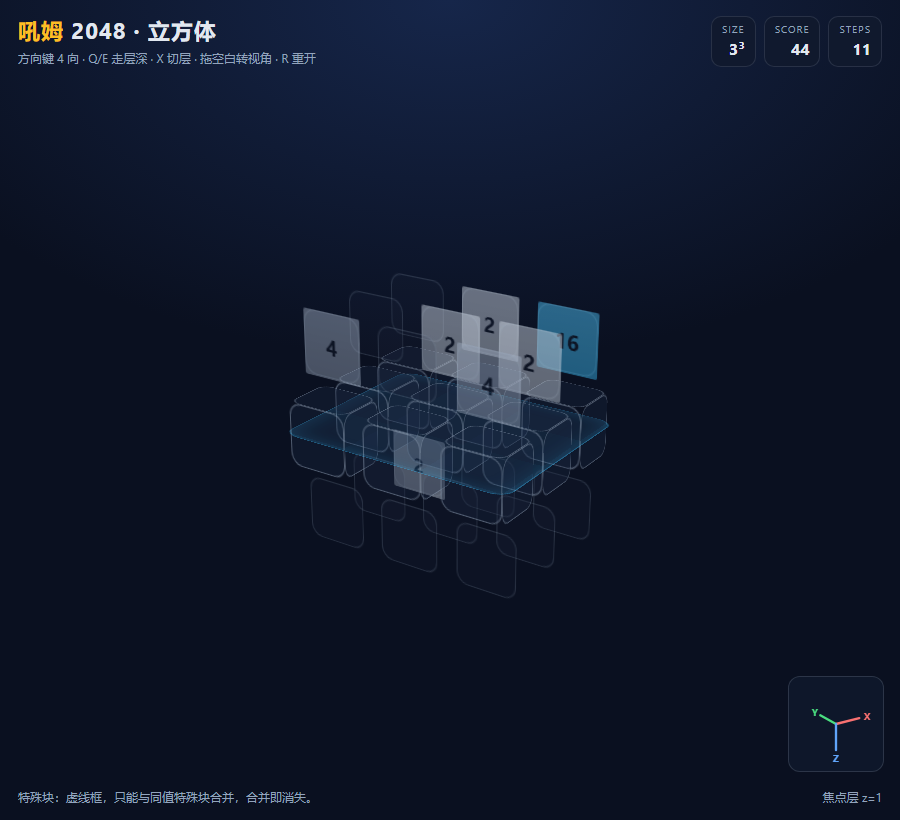 吼姆 2048 · 立方体
方向键 4 向 · Q/E 走层深 · X 切层 · 拖空白转视角 · R 重开
SIZE
3³
SCORE
44
STEPS
11
2
16
4
2
2
4
2
Y
X
Z
特殊块：虚线框，只能与同值特殊块合并，合并即消失。
焦点层 z=1